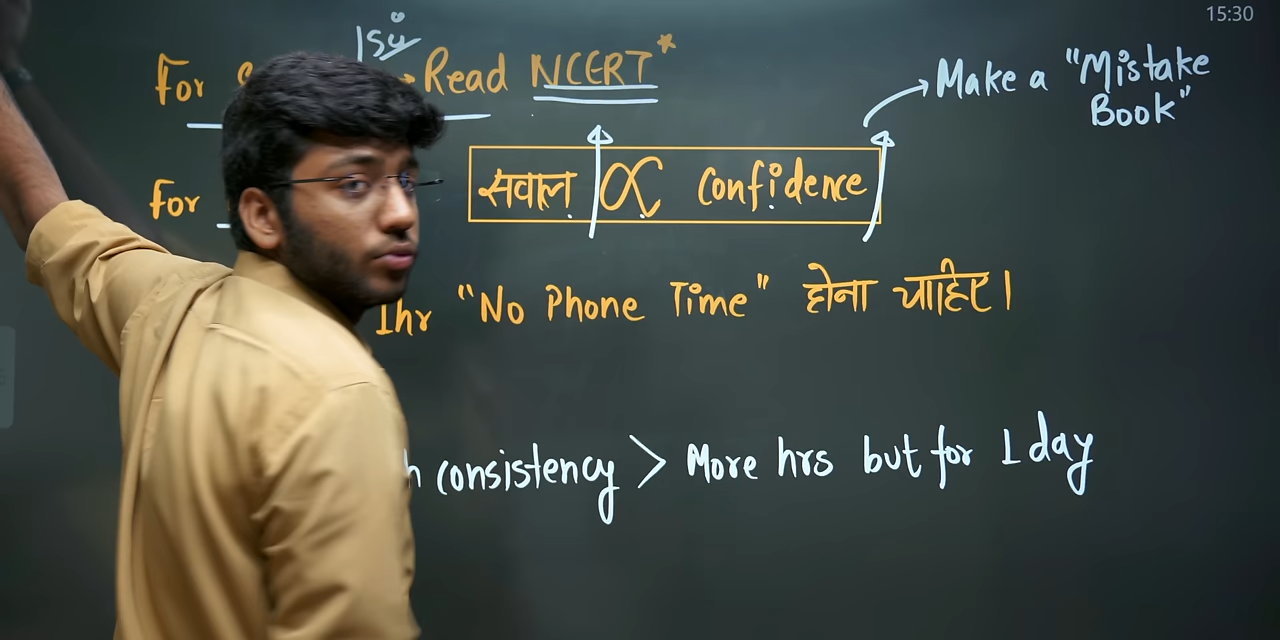 15:30
1st
For Read NCERT*
Make a "Mistake
Book"
For सवाल ∝ Confidence
1hr "No Phone Time" होना चाहिए।
consistency > More hrs but for 1 day